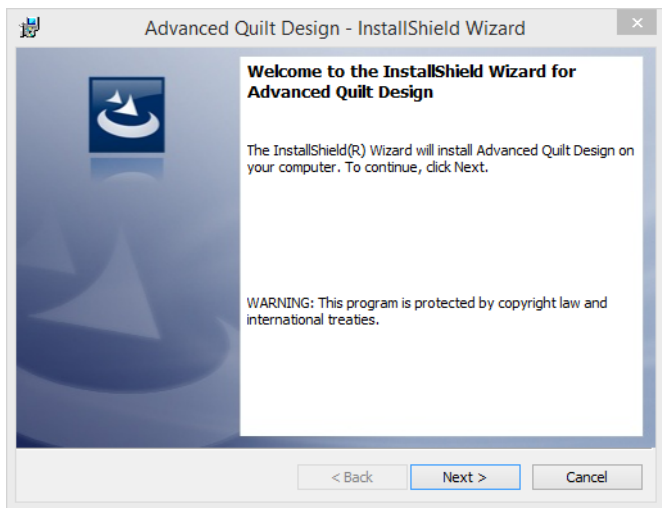 Advanced Quilt Design - InstallShield Wizard
Welcome to the InstallShield Wizard for
Advanced Quilt Design
The InstallShield(R) Wizard will install Advanced Quilt Design on
your computer. To continue, click Next.
WARNING: This program is protected by copyright law and
international treaties.
< Back
Next >
Cancel